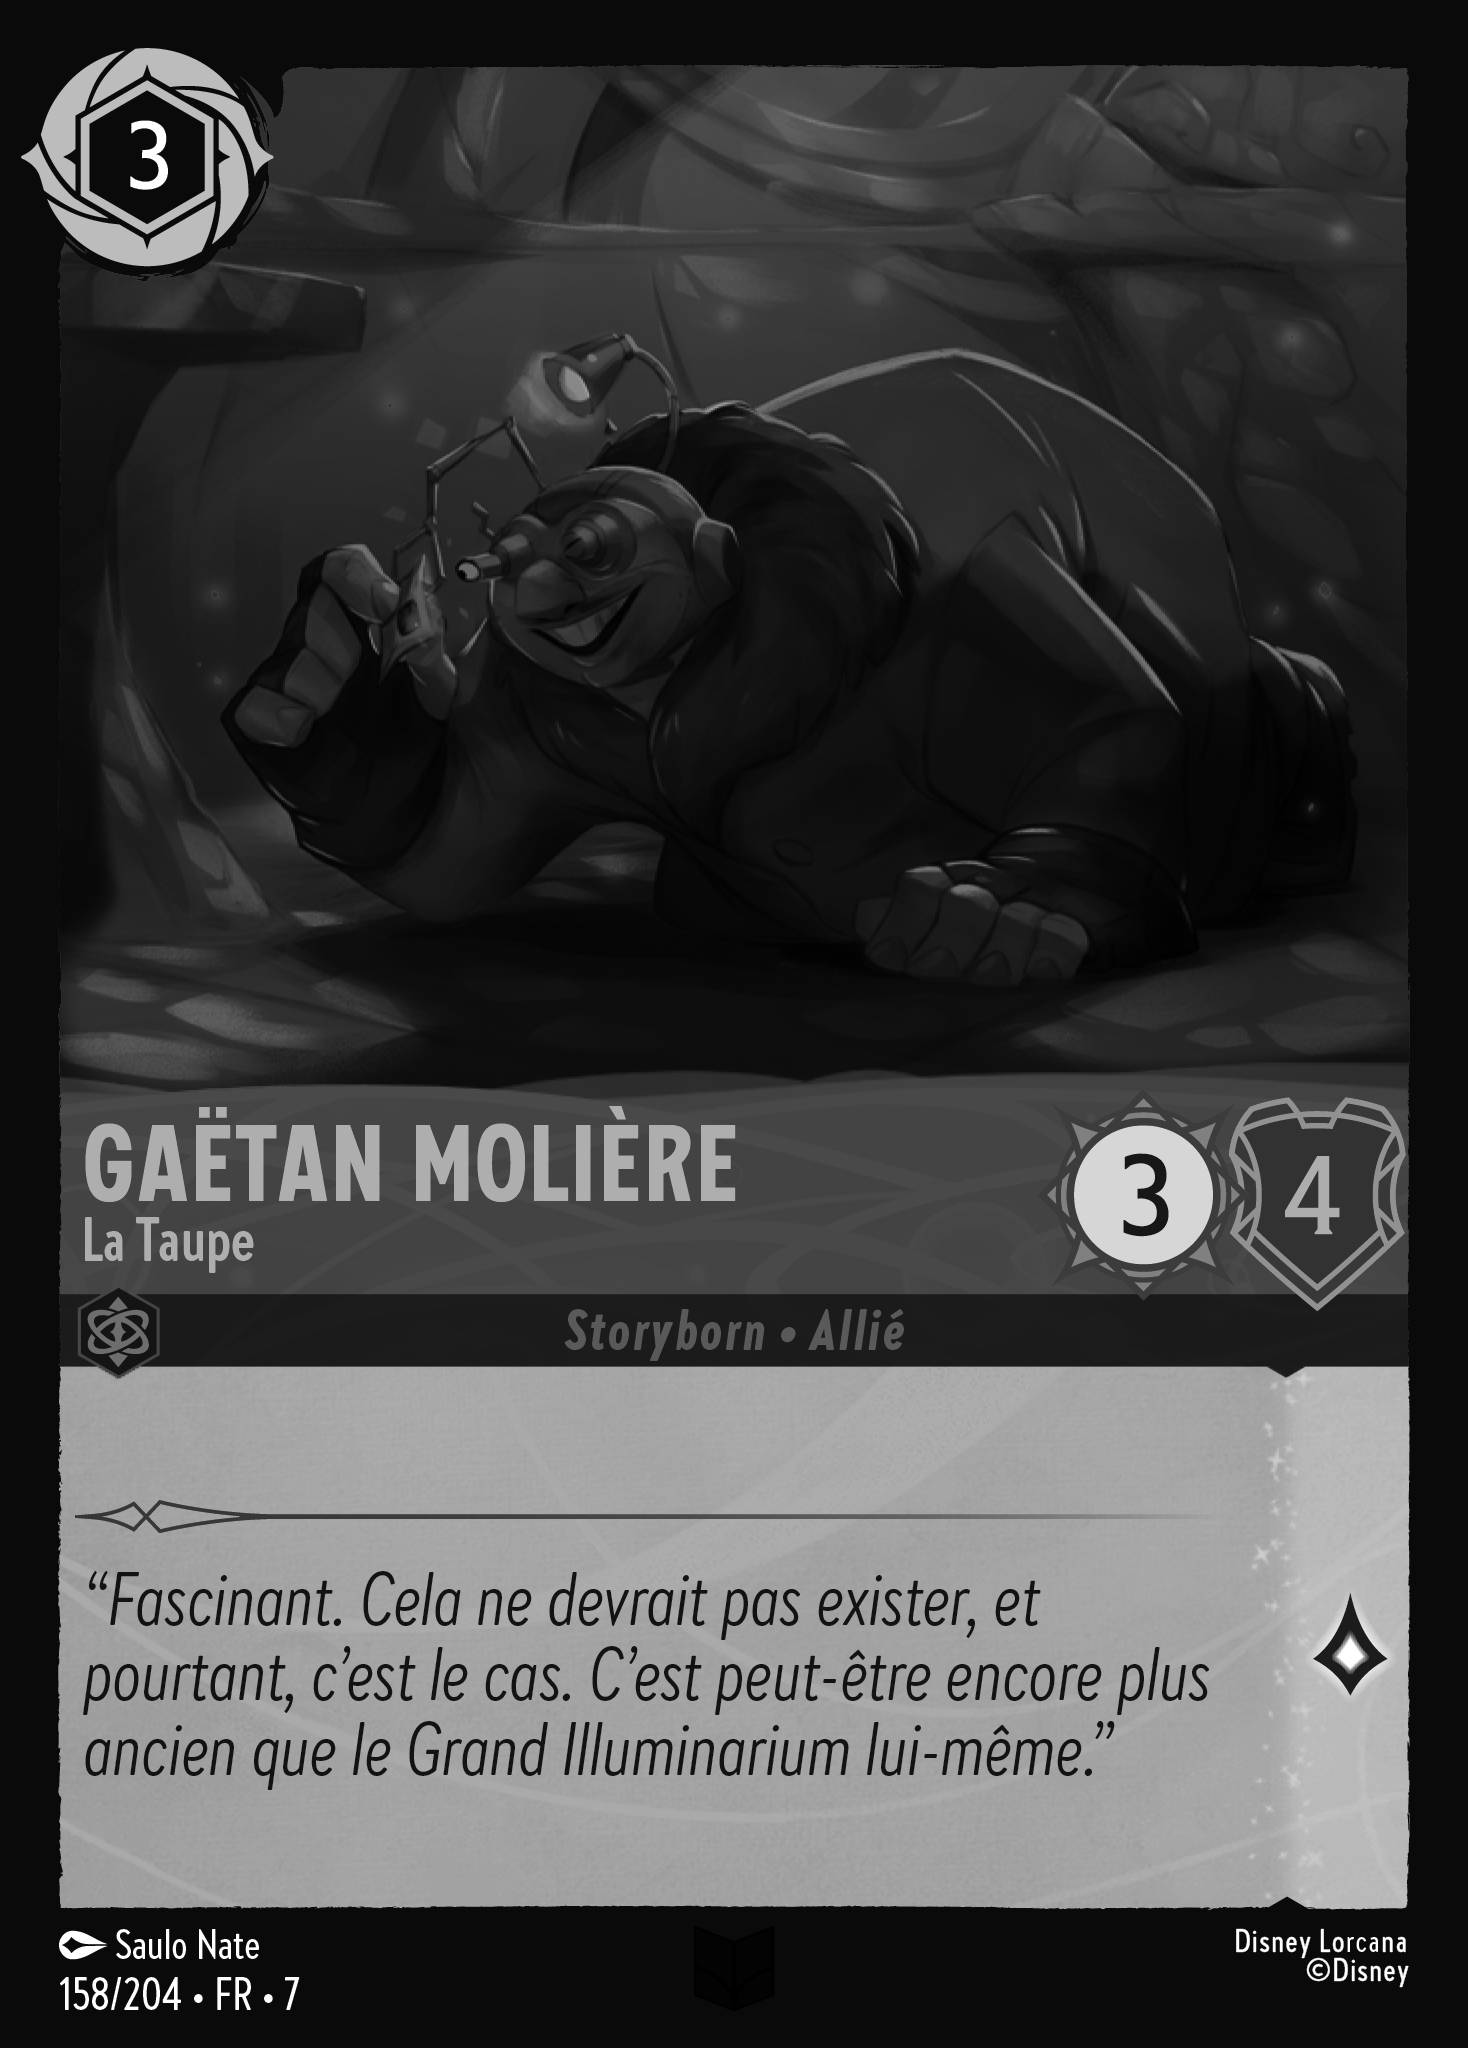 3
GAËTAN MOLIÈRE
3
4
La Taupe
Storyborn • Allié
“Fascinant. Cela ne devrait pas exister, et
pourtant, c’est le cas. C’est peut-être encore plus
ancien que le Grand Illuminarium lui-même.”
Saulo Nate
Disney Lorcana
158/204 • FR • 7
©Disney